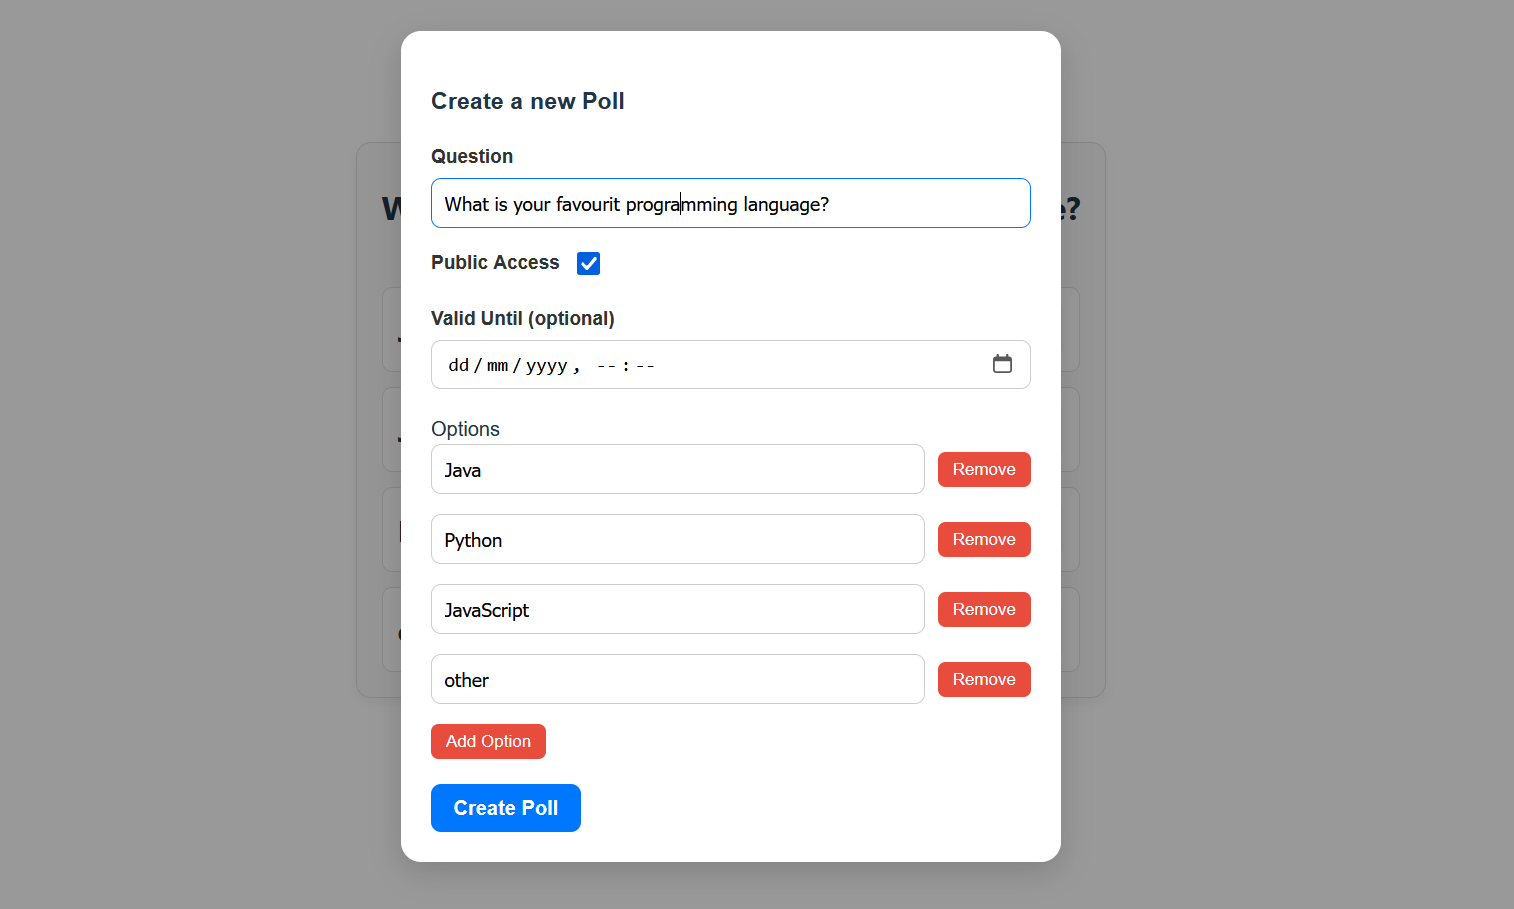 Create a new Poll
Question
What is your favourit programming language?
Public Access
Valid Until (optional)
dd/mm/yyyy, --:--
Options
Java
Remove
Python
Remove
JavaScript
Remove
other
Remove
Add Option
Create Poll